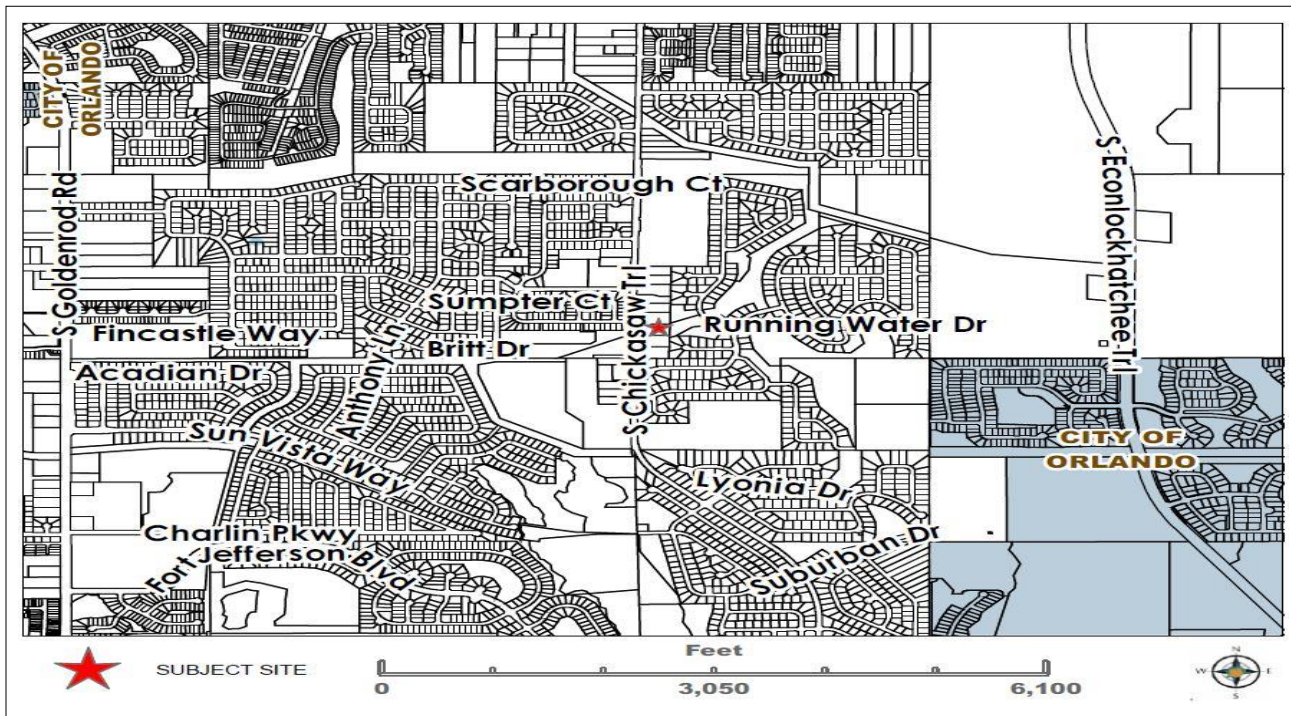 CITY OF
ORLANDO
S Goldenrod Rd
Scarborough Ct
S Econlockhatchee Trl
S Chickasaw Trl
Sumpter Ct
Fincastle Way
Running Water Dr
Anthony Ln
Britt Dr
Acadian Dr
Sun Vista Way
CITY OF
ORLANDO
Lyonia Dr
Charlin Pkwy
Fort Jefferson Blvd
Suburban Dr
SUBJECT SITE
Feet
0 3,050 6,100
N
W E
S